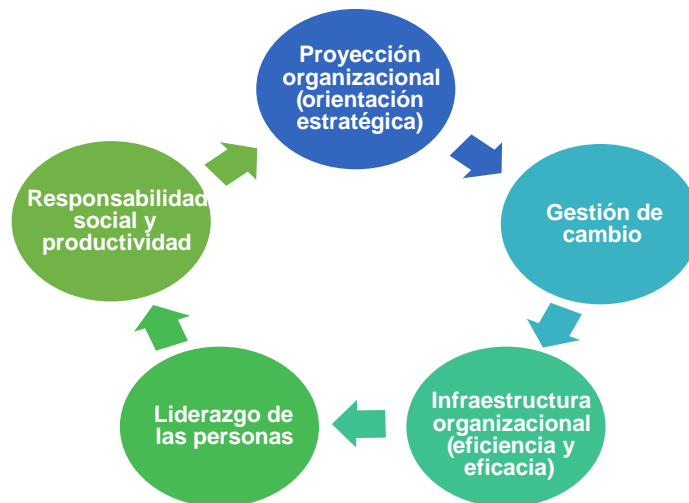 Proyección
organizacional
(orientación
estratégica)
Gestión de
cambio
Infraestructura
organizacional
(eficiencia y
eficacia)
Liderazgo de
las personas
Responsabilidad
social y
productividad